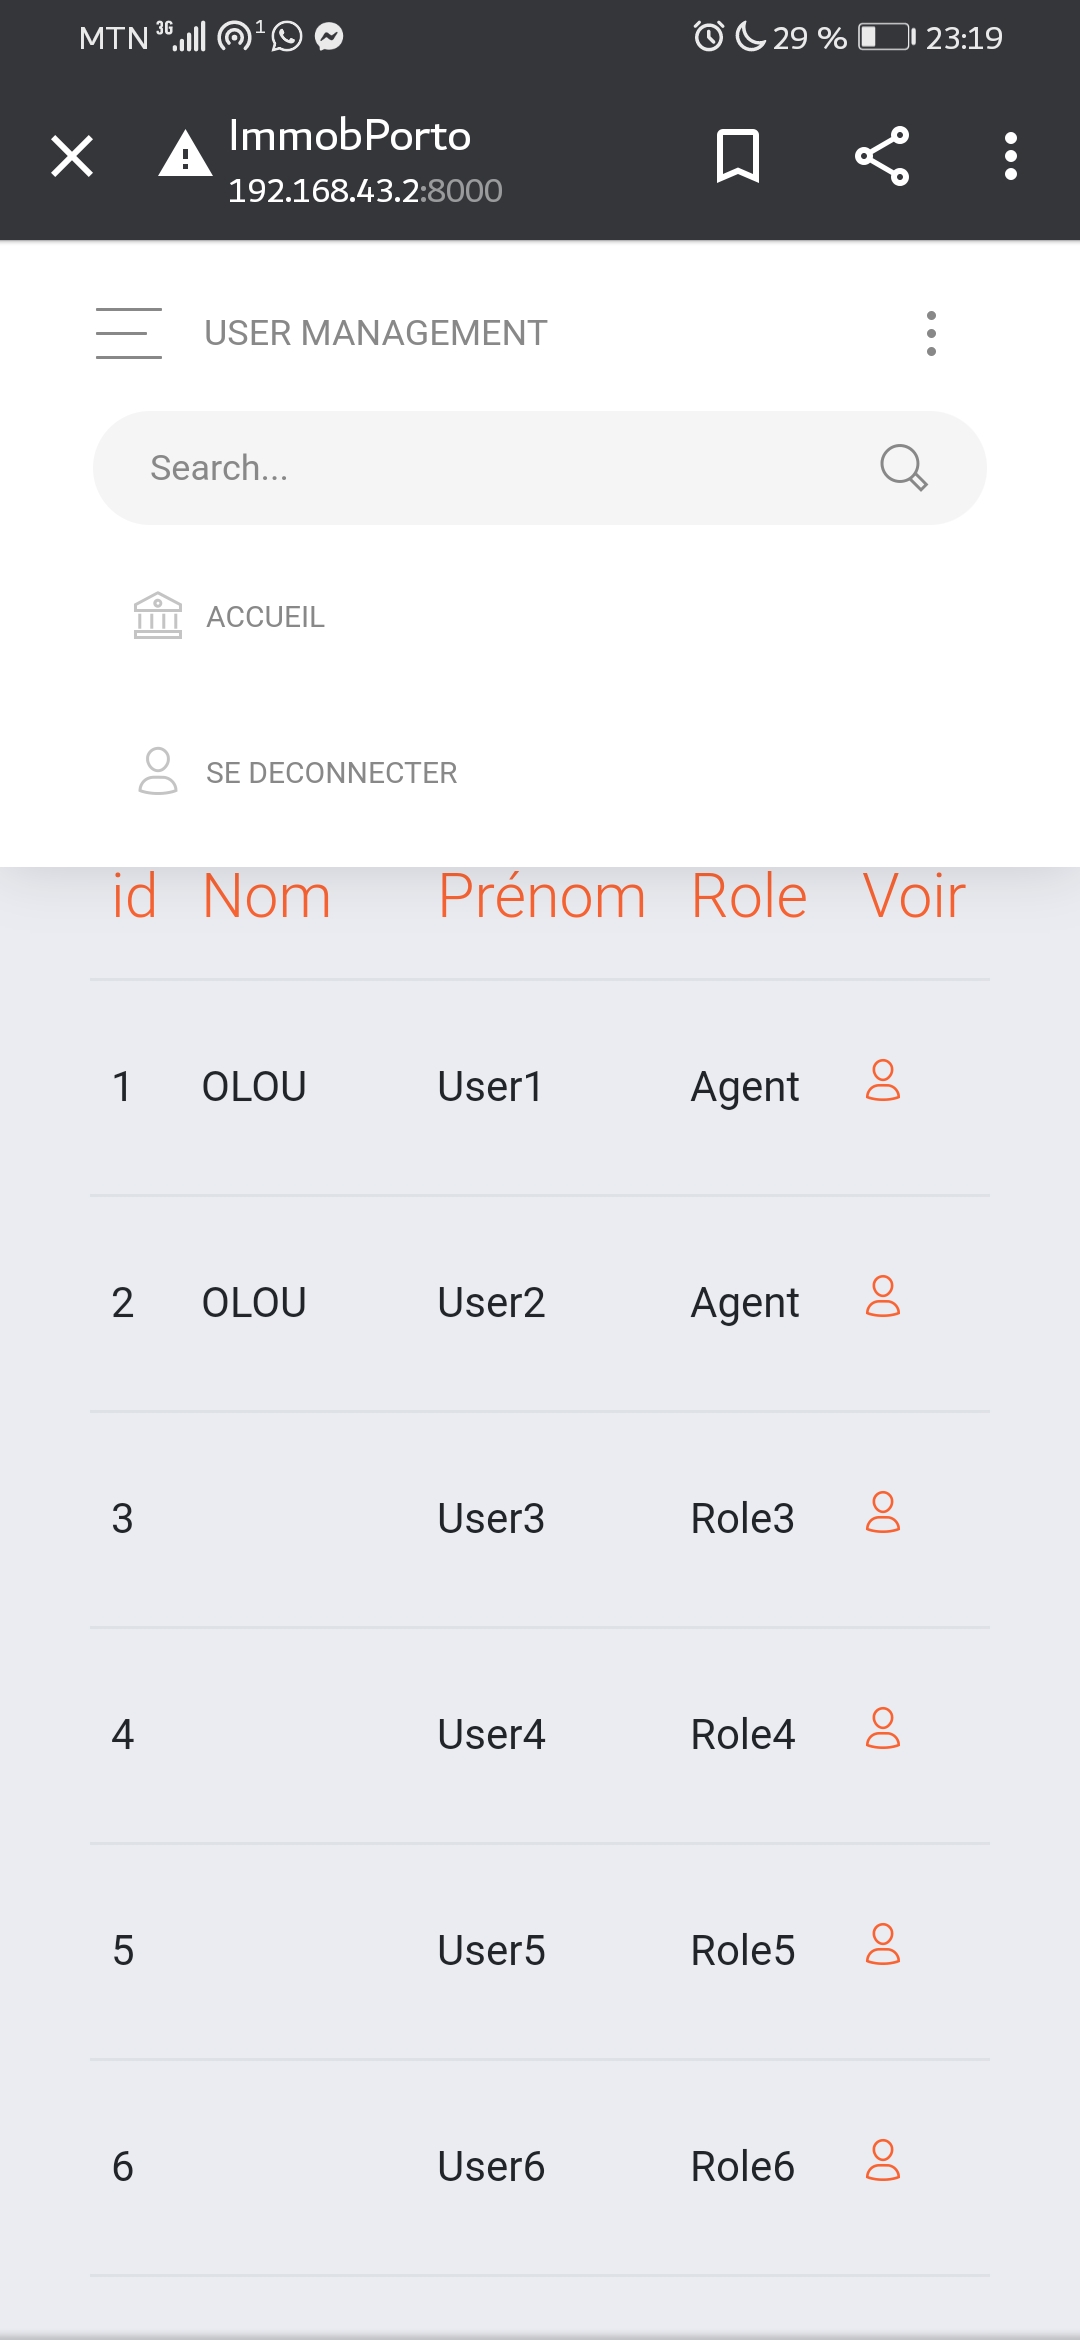 MTN 3G 1 29 % 23:19
ImmobPorto
192.168.43.2:8000
USER MANAGEMENT
Search...
ACCUEIL
SE DECONNECTER
id Nom Prénom Role Voir
1 OLOU User1 Agent
2 OLOU User2 Agent
3 User3 Role3
4 User4 Role4
5 User5 Role5
6 User6 Role6